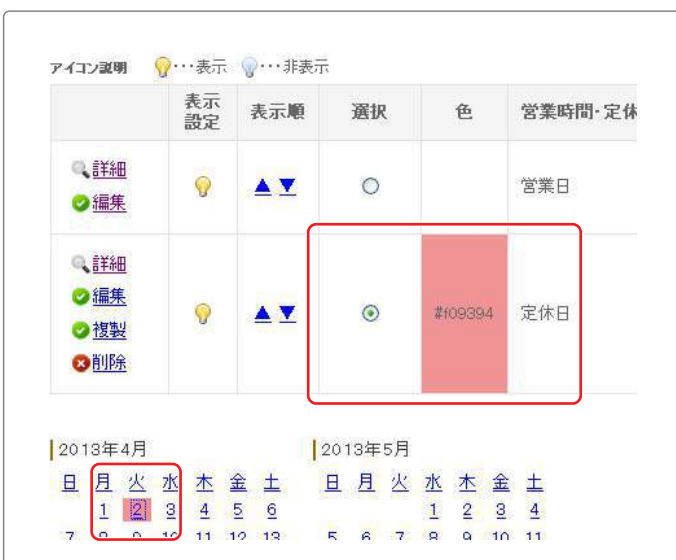 アイコン説明 ･･･表示 ･･･非表示
表示設定 表示順 選択 色 営業時間･定休
詳細
編集
▲ ▼
営業日
詳細
編集
複製
削除
▲ ▼
#f09394
定休日
2013年4月 2013年5月
日 月 火 水 木 金 土 日 月 火 水 木 金 土
1 2 3 4 5 6 1 2 3 4
7 8 9 10 11 12 13 5 6 7 8 9 10 11